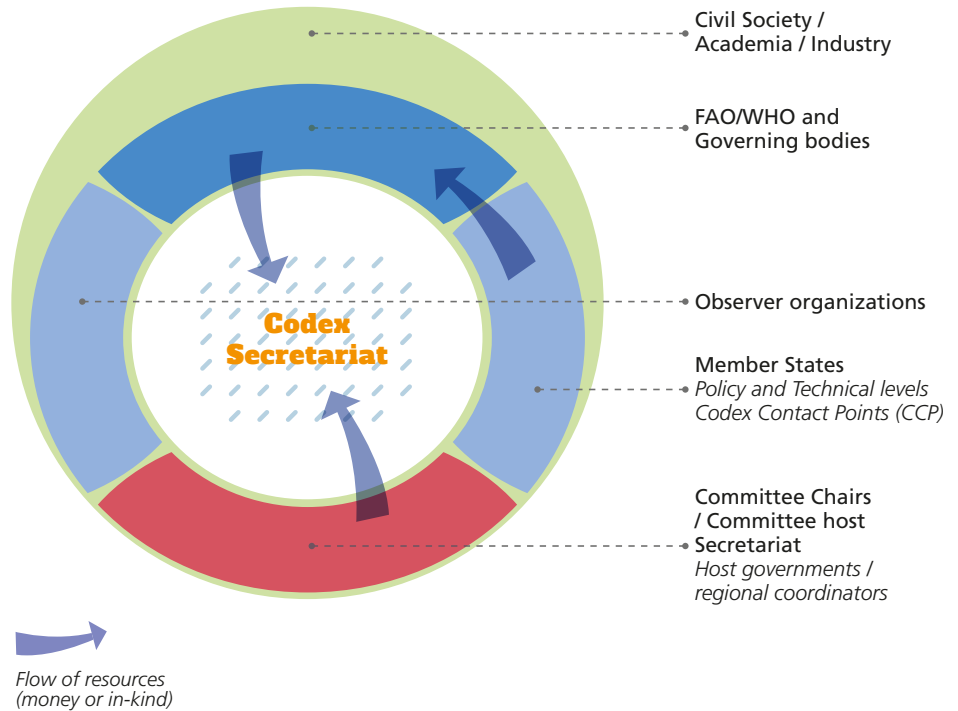 Civil Society /
Academia / Industry
FAO/WHO and
Governing bodies
Observer organizations
Codex
Secretariat
Member States
Policy and Technical levels
Codex Contact Points (CCP)
Committee Chairs
/ Committee host
Secretariat
Host governments /
regional coordinators
Flow of resources
(money or in-kind)